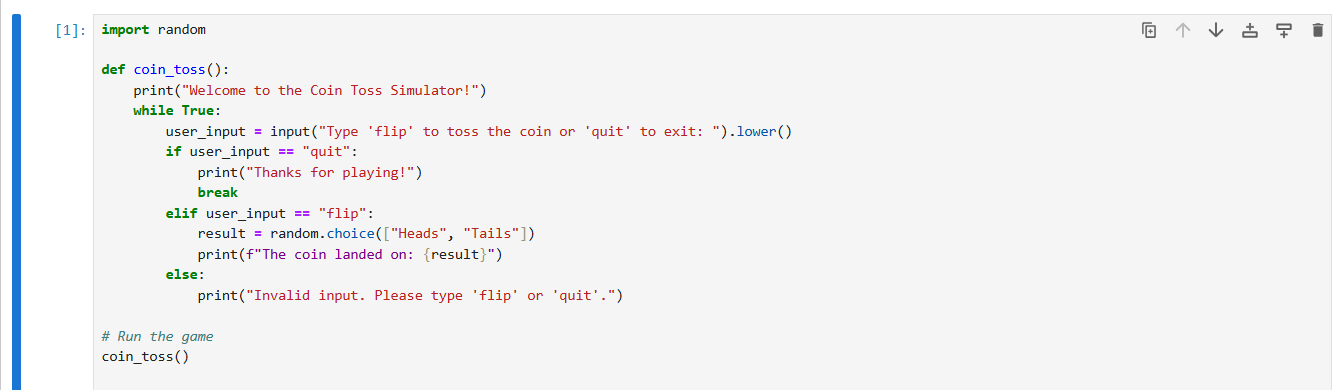 [1]:
import random

def coin_toss():
    print("Welcome to the Coin Toss Simulator!")
    while True:
        user_input = input("Type 'flip' to toss the coin or 'quit' to exit: ").lower()
        if user_input == "quit":
            print("Thanks for playing!")
            break
        elif user_input == "flip":
            result = random.choice(["Heads", "Tails"])
            print(f"The coin landed on: {result}")
        else:
            print("Invalid input. Please type 'flip' or 'quit'.")

# Run the game
coin_toss()